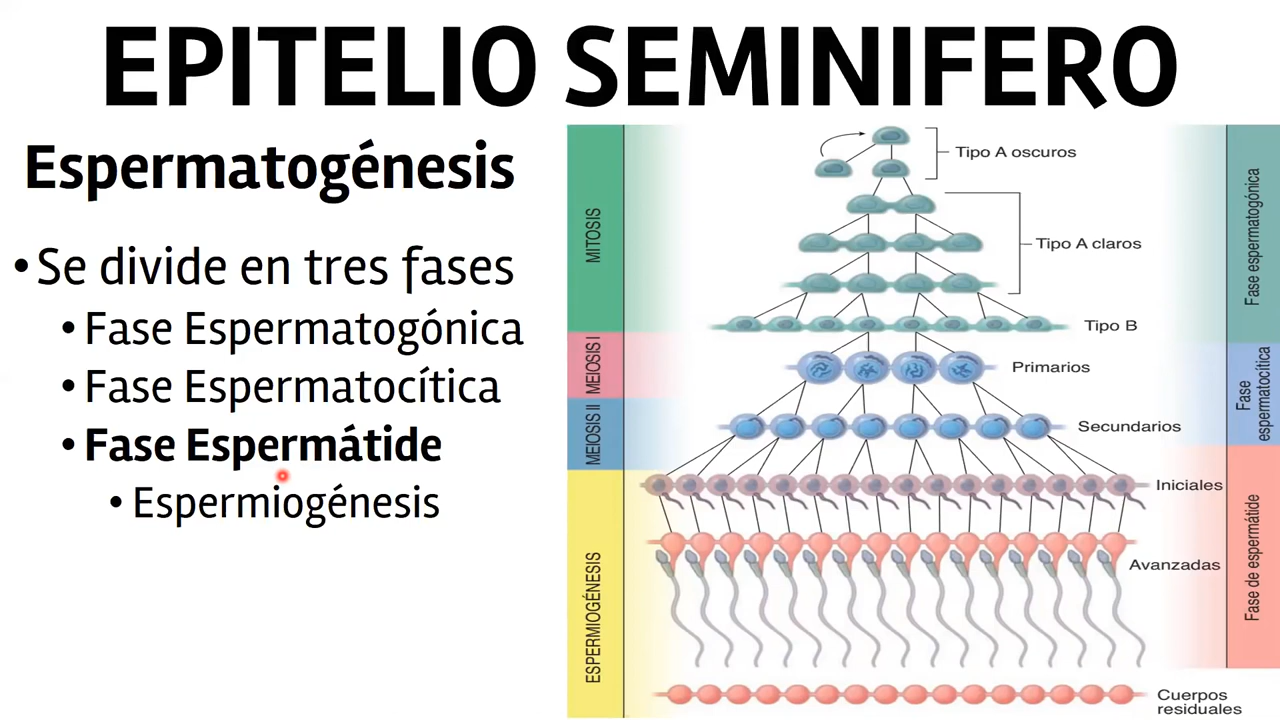 EPITELIO SEMINIFERO
Espermatogénesis
•Se divide en tres fases
•Fase Espermatogónica
•Fase Espermatocítica
•Fase Espermátide
•Espermiogénesis
MITOSIS
MEIOSIS I
MEIOSIS II
ESPERMIOGÉNESIS
Tipo A oscuros
Tipo A claros
Tipo B
Primarios
Secundarios
Iniciales
Avanzadas
Cuerpos
residuales
Fase espermatogónica
Fase
espermatocítica
Fase de espermátide